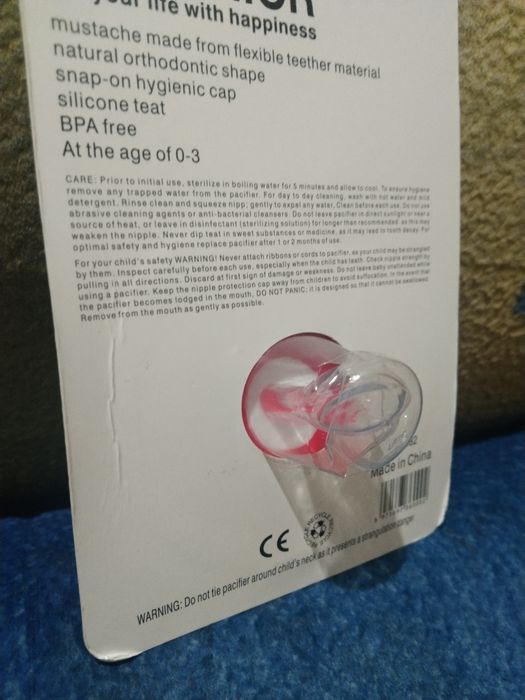 your life with happiness
mustache made from flexible teether material
natural orthodontic shape
snap-on hygienic cap
silicone teat
BPA free
At the age of 0-3
CARE: Prior to initial use, sterilize in boiling water for 5 minutes and allow to cool. To ensure hygiene
remove any trapped water from the pacifier. For day to day cleaning, wash with hot water and mild
detergent. Rinse clean and squeeze nipp; gently to expel any water. Clean before each use. Do not use
abrasive cleaning agents or anti-bacterial cleansers. Do not leave pacifier in direct sunlight or near a
source of heat, or leave in disinfectant (sterilizing solution) for longer than recommended, as this may
weaken the nipple. Never dip teat in sweet substances or medicine, as it may lead to tooth decay. For
optimal safety and hygiene replace pacifier after 1 or 2 months of use.
For your child's safety WARNING! Never attach ribbons or cords to pacifier, as your child may be strangled
by them. Inspect carefully before each use, especially when the child has teeth. Check nipple strength by
pulling in all directions. Discard at first sign of damage or weakness. Do not leave baby unattended while
using a pacifier. Keep the nipple protection cap away from children to avoid suffocation. In the event that
the pacifier becomes lodged in the mouth, DO NOT PANIC; it is designed so that it cannot be swallowed.
Remove from the mouth as gently as possible.
Made in China
CE
WARNING: Do not tie pacifier around child's neck as it presents a strangulation danger